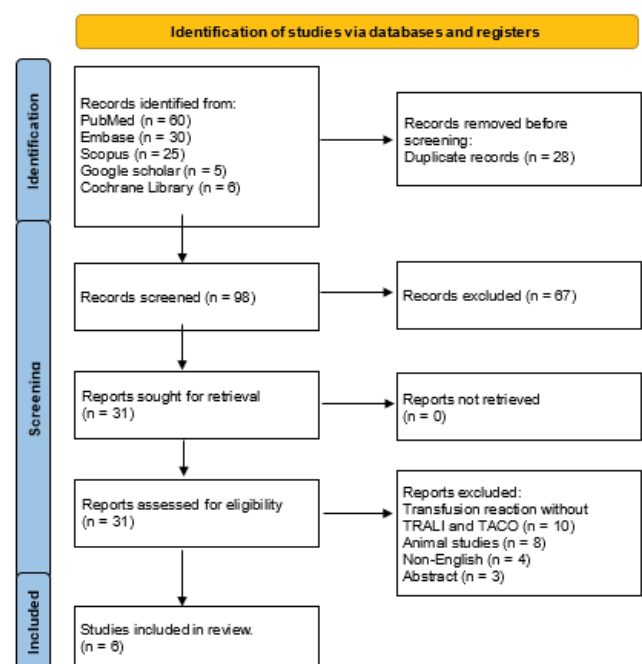 Identification of studies via databases and registers
Identification
Records identified from:
PubMed (n = 60)
Embase (n = 30)
Scopus (n = 25)
Google scholar (n = 5)
Cochrane Library (n = 6)
Records removed before
screening:
Duplicate records (n = 28)
Screening
Records screened (n = 98)
Records excluded (n = 67)
Reports sought for retrieval
(n = 31)
Reports not retrieved
(n = 0)
Reports assessed for eligibility
(n = 31)
Reports excluded:
Transfusion reaction without
TRALI and TACO (n = 10)
Animal studies (n = 8)
Non-English (n = 4)
Abstract (n = 3)
Included
Studies included in review.
(n = 6)